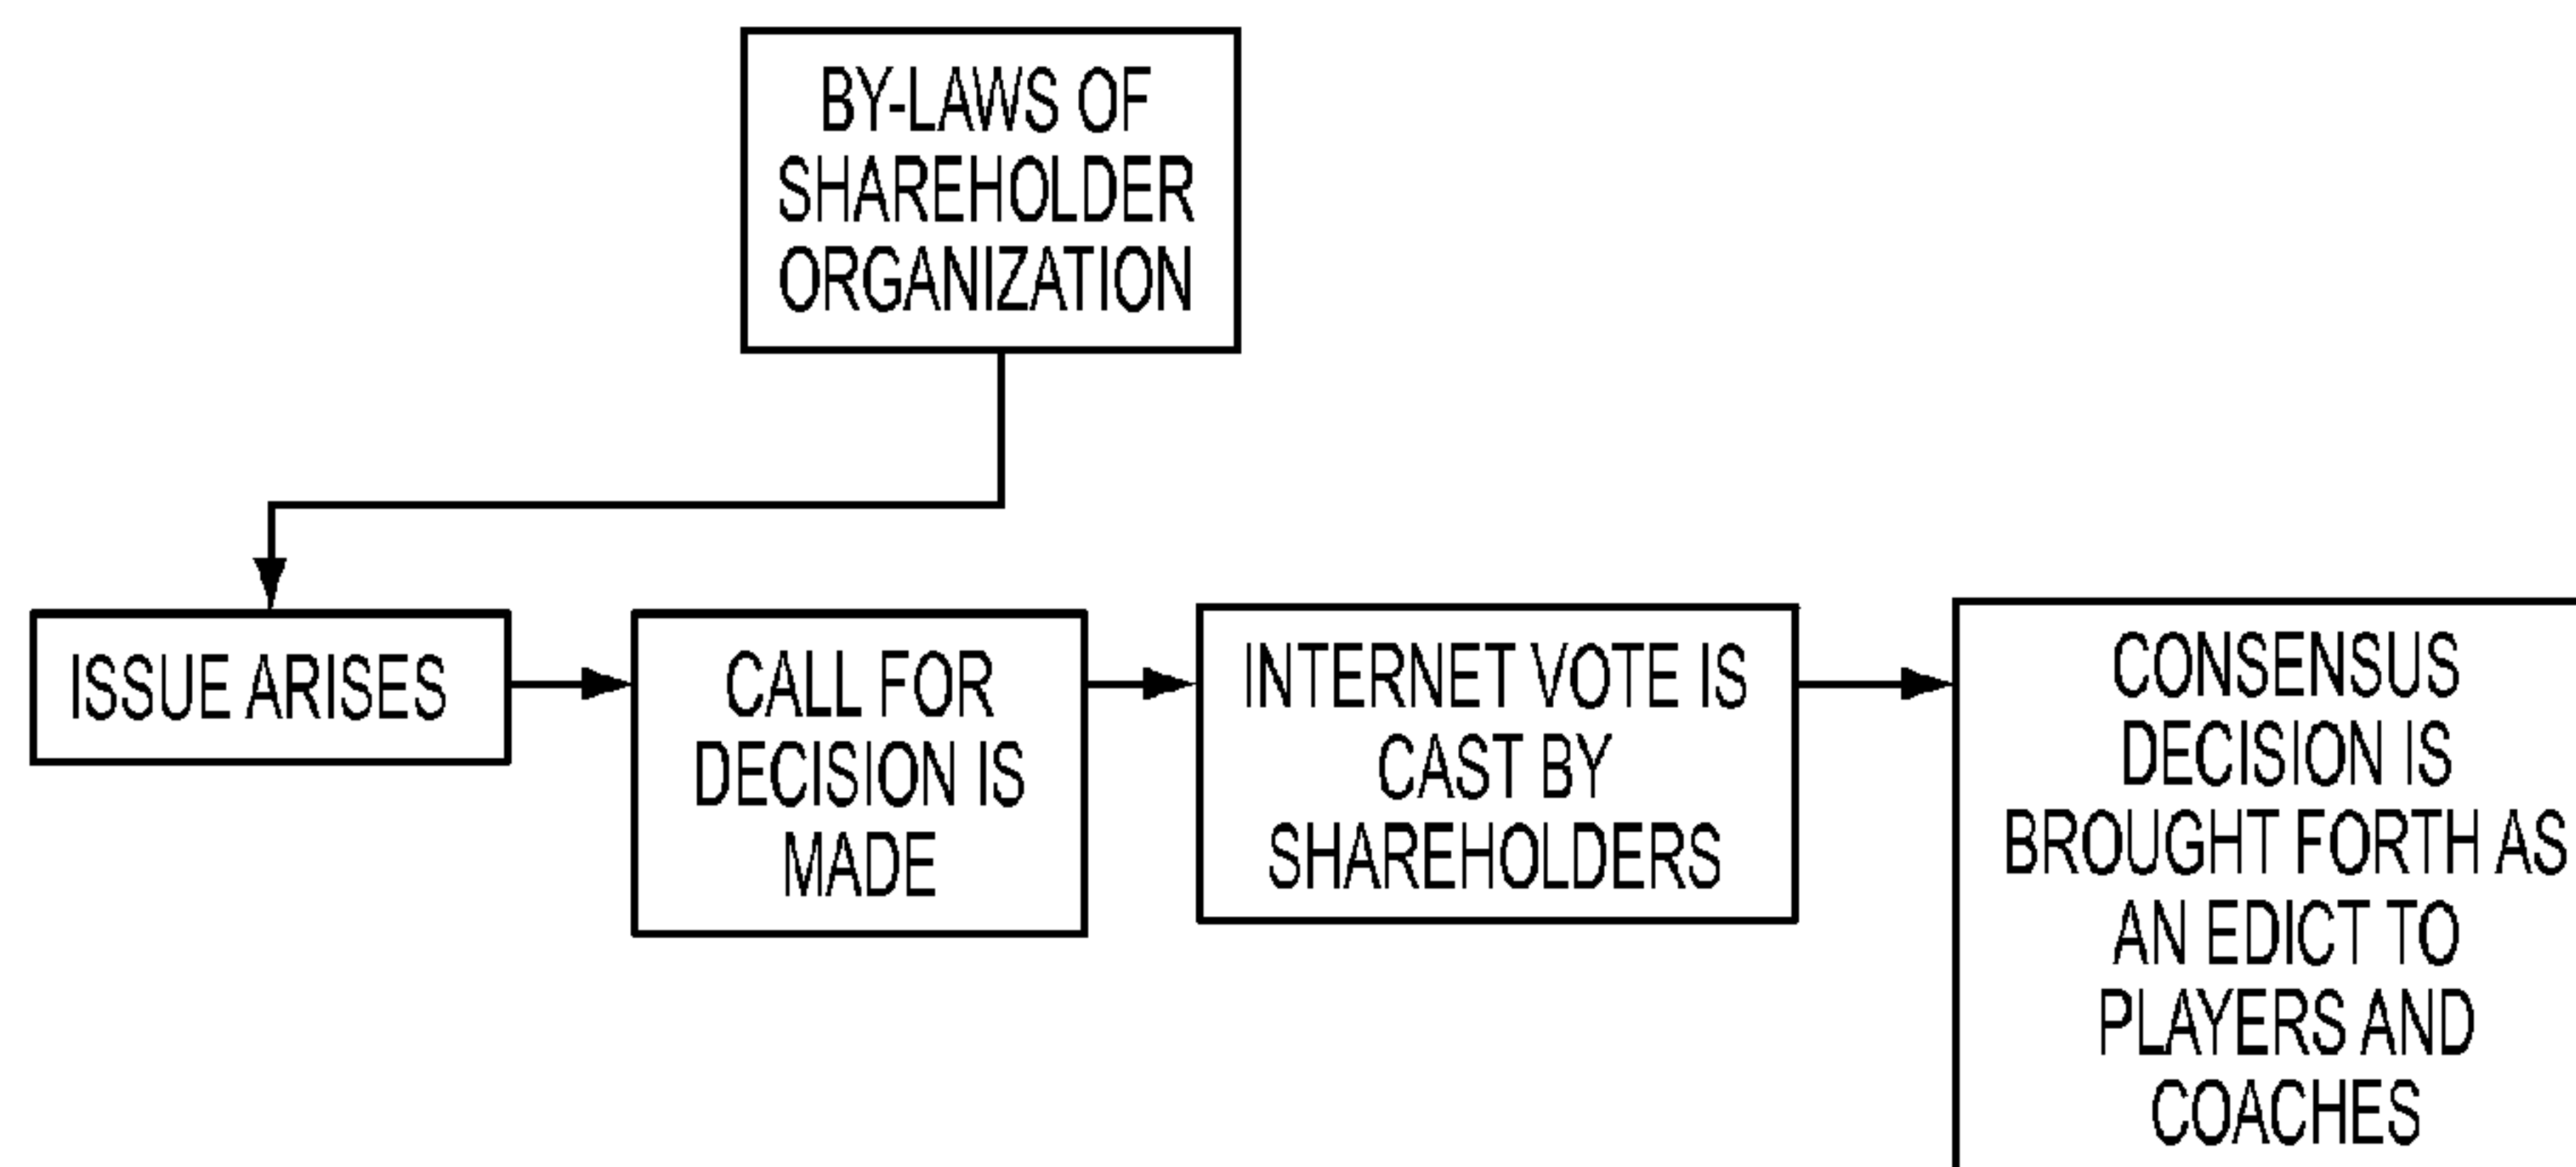 BY-LAWS OF
SHAREHOLDER
ORGANIZATION
ISSUE ARISES
CALL FOR
DECISION IS
MADE
INTERNET VOTE IS
CAST BY
SHAREHOLDERS
CONSENSUS
DECISION IS
BROUGHT FORTH AS
AN EDICT TO
PLAYERS AND
COACHES